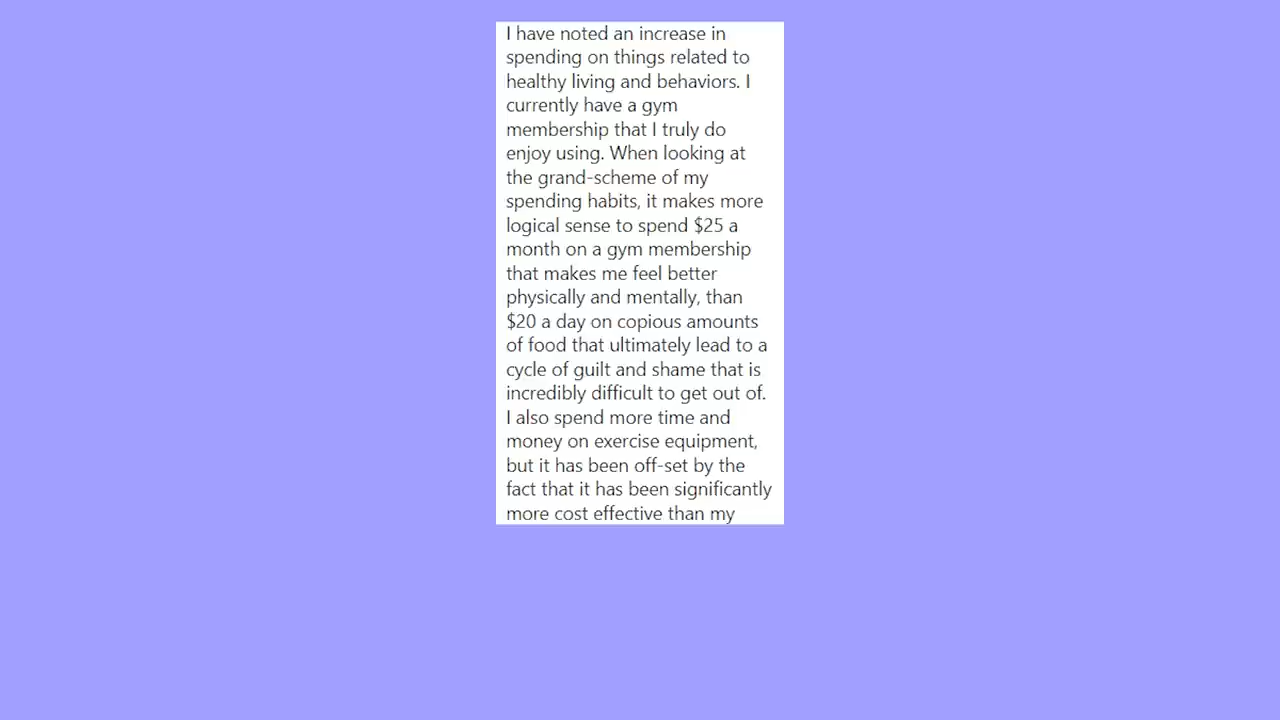 I have noted an increase in
spending on things related to
healthy living and behaviors. I
currently have a gym
membership that I truly do
enjoy using. When looking at
the grand-scheme of my
spending habits, it makes more
logical sense to spend $25 a
month on a gym membership
that makes me feel better
physically and mentally, than
$20 a day on copious amounts
of food that ultimately lead to a
cycle of guilt and shame that is
incredibly difficult to get out of.
I also spend more time and
money on exercise equipment,
but it has been off-set by the
fact that it has been significantly
more cost effective than my